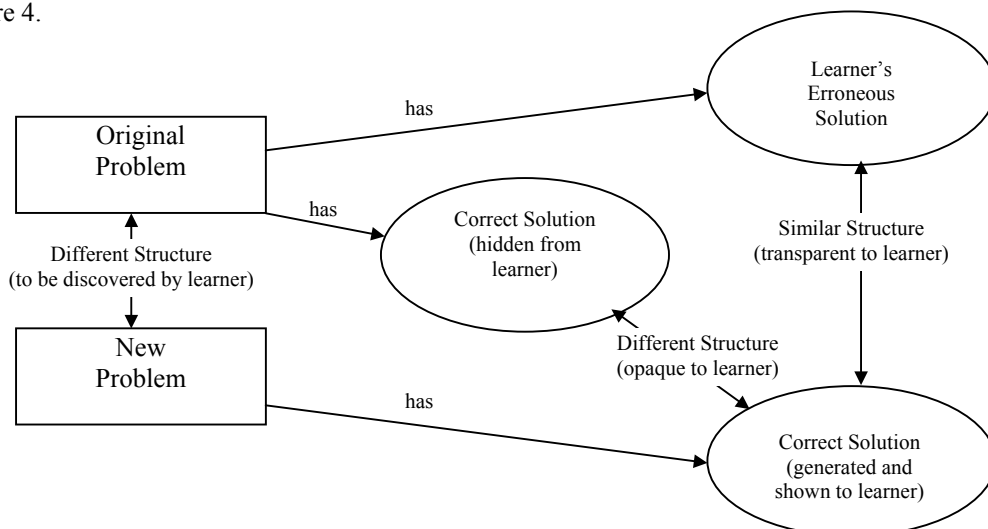 re 4.
Learner's
Erroneous
Solution
has
Original
Problem
has
Correct Solution
(hidden from
learner)
Similar Structure
(transparent to learner)
Different Structure
(to be discovered by learner)
New
Problem
Different Structure
(opaque to learner)
has
Correct Solution
(generated and
shown to learner)